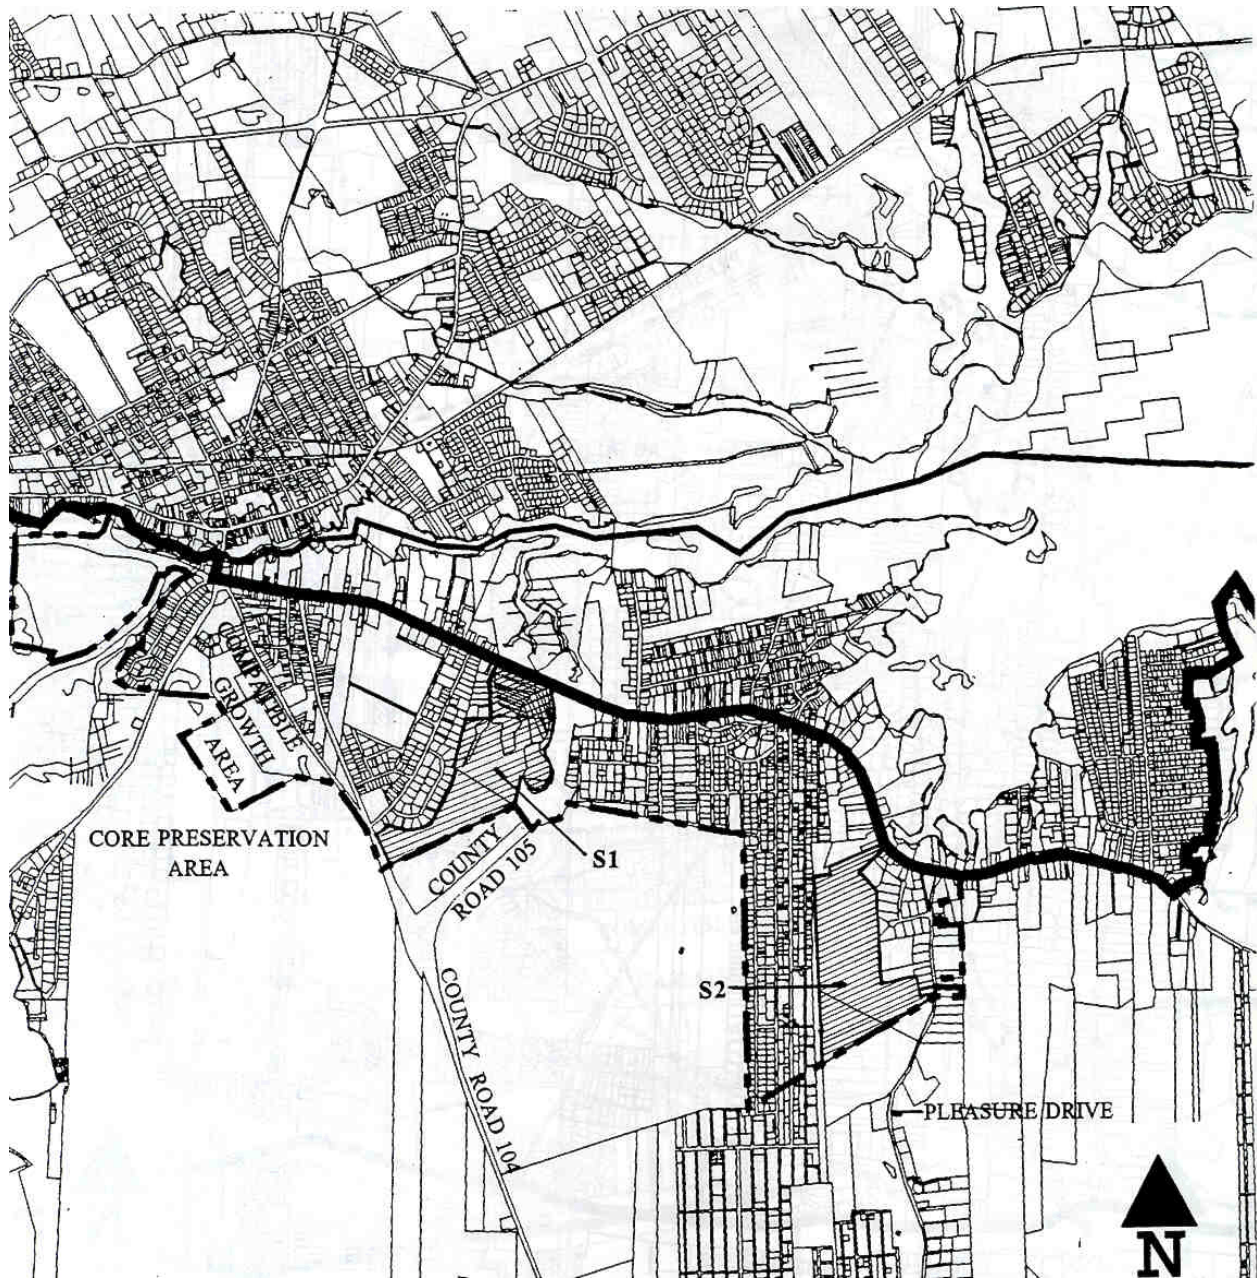 COMPATIBLE
GROWTH
AREA
CORE PRESERVATION
AREA
COUNTY
ROAD 105
S1
S2
COUNTY ROAD 104
PLEASURE DRIVE
N